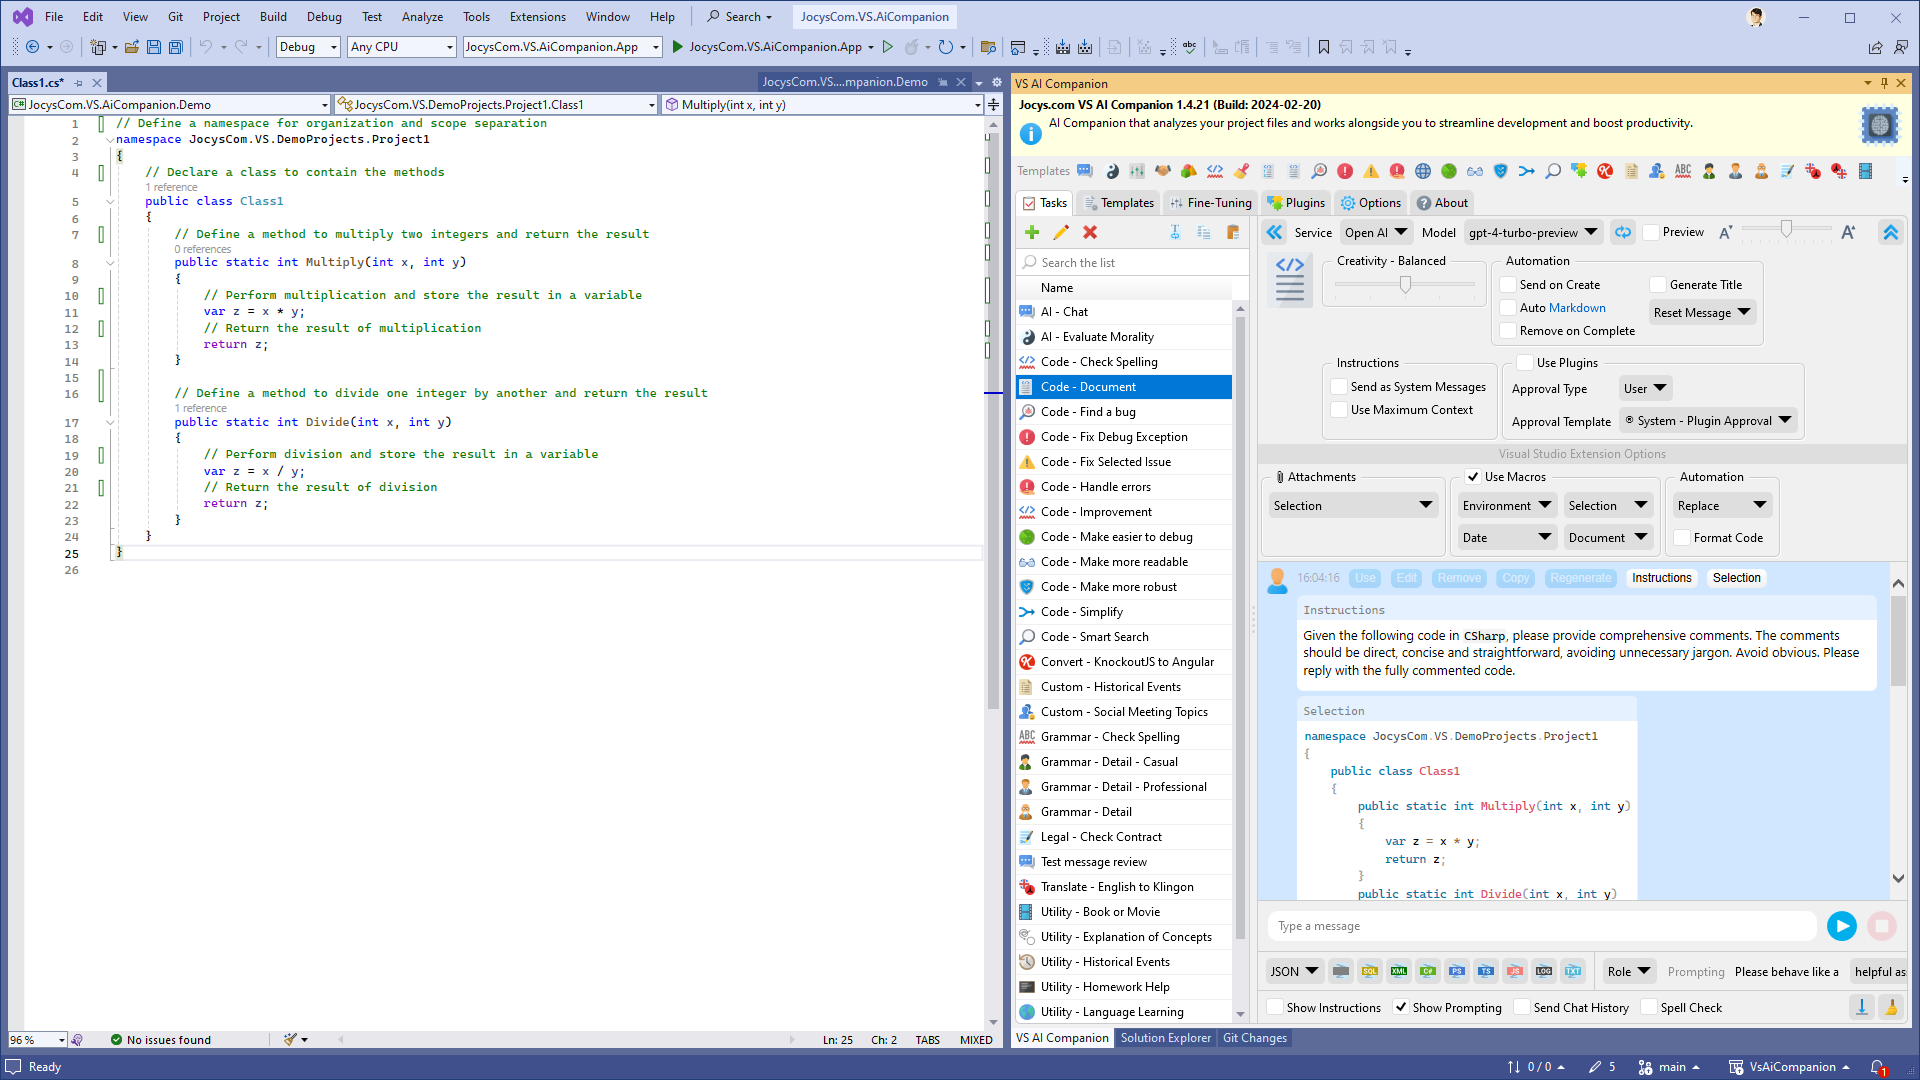 File Edit View Git Project Build Debug Test Analyze Tools Extensions Window Help Search JocysCom.VS.AiCompanion
Debug Any CPU JocysCom.VS.AiCompanion.App JocysCom.VS.AiCompanion.App
Class1.cs* JocysCom.VS....mpanion.Demo
JocysCom.VS.AiCompanion.Demo JocysCom.VS.DemoProjects.Project1.Class1 Multiply(int x, int y)
1 // Define a namespace for organization and scope separation
2 namespace JocysCom.VS.DemoProjects.Project1
3 {
4 // Declare a class to contain the methods
1 reference
5 public class Class1
6 {
7 // Define a method to multiply two integers and return the result
0 references
8 public static int Multiply(int x, int y)
9 {
10 // Perform multiplication and store the result in a variable
11 var z = x * y;
12 // Return the result of multiplication
13 return z;
14 }
15
16 // Define a method to divide one integer by another and return the result
1 reference
17 public static int Divide(int x, int y)
18 {
19 // Perform division and store the result in a variable
20 var z = x / y;
21 // Return the result of division
22 return z;
23 }
24 }
25 }
26
96 % No issues found Ln: 25 Ch: 2 TABS MIXED
VS AI Companion
Jocys.com VS AI Companion 1.4.21 (Build: 2024-02-20)
AI Companion that analyzes your project files and works alongside you to streamline development and boost productivity.
Templates
Tasks Templates Fine-Tuning Plugins Options About
Search the list
Name
AI - Chat
AI - Evaluate Morality
Code - Check Spelling
Code - Document
Code - Find a bug
Code - Fix Debug Exception
Code - Fix Selected Issue
Code - Handle errors
Code - Improvement
Code - Make easier to debug
Code - Make more readable
Code - Make more robust
Code - Simplify
Code - Smart Search
Convert - KnockoutJS to Angular
Custom - Historical Events
Custom - Social Meeting Topics
Grammar - Check Spelling
Grammar - Detail - Casual
Grammar - Detail - Professional
Grammar - Detail
Legal - Check Contract
Test message review
Translate - English to Klingon
Utility - Book or Movie
Utility - Explanation of Concepts
Utility - Historical Events
Utility - Homework Help
Utility - Language Learning
Service Open AI Model gpt-4-turbo-preview Preview A A
Creativity - Balanced
Automation
Send on Create Generate Title
Auto Markdown Reset Message
Remove on Complete
Instructions
Send as System Messages
Use Maximum Context
Use Plugins
Approval Type User
Approval Template ® System - Plugin Approval
Visual Studio Extension Options
Attachments Use Macros Automation
Selection Environment Selection Replace
Date Document Format Code
16:04:16 Use Edit Remove Copy Regenerate Instructions Selection
Instructions
Given the following code in CSharp, please provide comprehensive comments. The comments
should be direct, concise and straightforward, avoiding unnecessary jargon. Avoid obvious. Please
reply with the fully commented code.
Selection
namespace JocysCom.VS.DemoProjects.Project1
{
public class Class1
{
public static int Multiply(int x, int y)
{
var z = x * y;
return z;
}
public static int Divide(int x, int y)
Type a message
JSON SQL XML C# PS TS JS LOG TXT Role Prompting Please behave like a helpful as
Show Instructions Show Prompting Send Chat History Spell Check
VS AI Companion Solution Explorer Git Changes
Ready 0 / 0 5 main VsAiCompanion 1